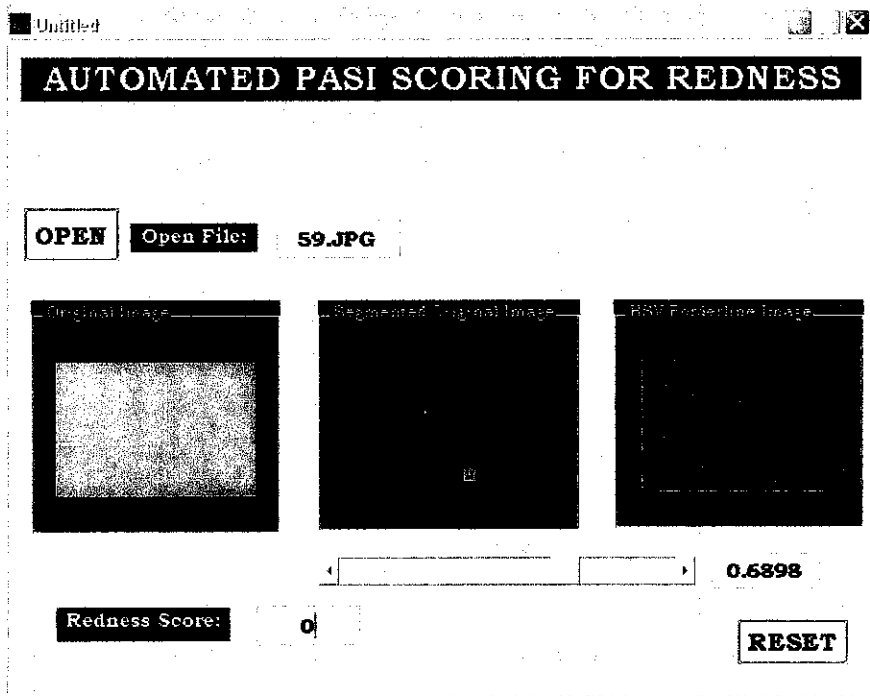 Untitled
AUTOMATED PASI SCORING FOR REDNESS
OPEN Open File: 59.JPG
Original Image Segmented Original Image HSV Borderline Image
0.6898
Redness Score: 0
RESET